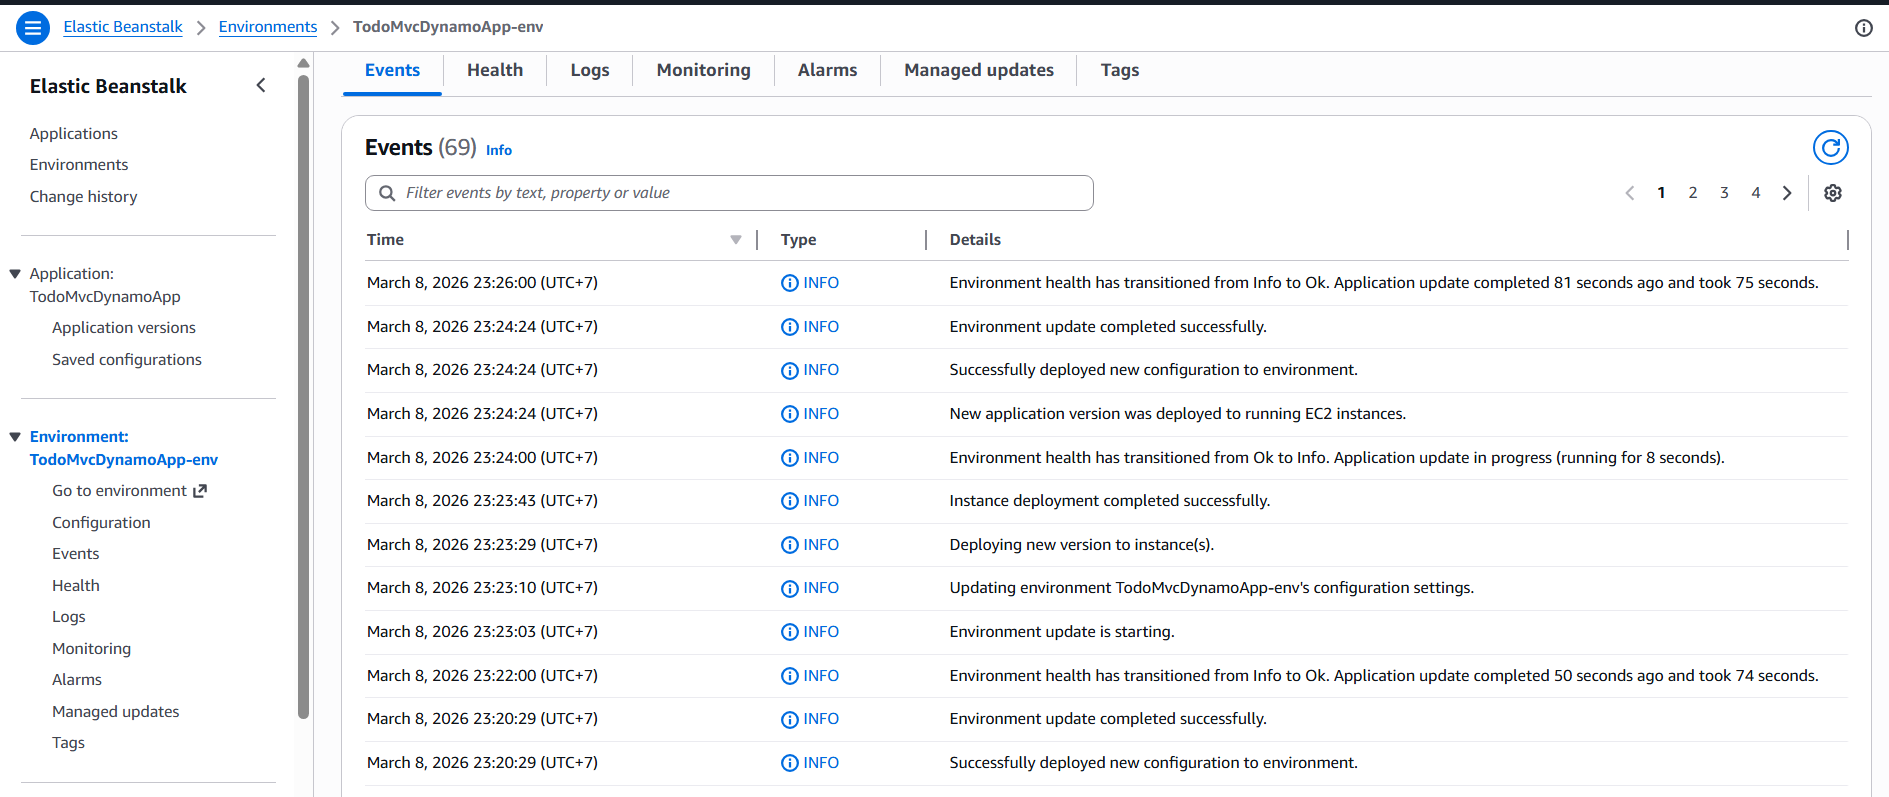 Elastic Beanstalk > Environments > TodoMvcDynamoApp-env
Elastic Beanstalk
Applications
Environments
Change history
Application:
TodoMvcDynamoApp
Application versions
Saved configurations
Environment:
TodoMvcDynamoApp-env
Go to environment
Configuration
Events
Health
Logs
Monitoring
Alarms
Managed updates
Tags
Events Health Logs Monitoring Alarms Managed updates Tags
Events (69) Info
Filter events by text, property or value
1 2 3 4
Time Type Details
March 8, 2026 23:26:00 (UTC+7) INFO Environment health has transitioned from Info to Ok. Application update completed 81 seconds ago and took 75 seconds.
March 8, 2026 23:24:24 (UTC+7) INFO Environment update completed successfully.
March 8, 2026 23:24:24 (UTC+7) INFO Successfully deployed new configuration to environment.
March 8, 2026 23:24:24 (UTC+7) INFO New application version was deployed to running EC2 instances.
March 8, 2026 23:24:00 (UTC+7) INFO Environment health has transitioned from Ok to Info. Application update in progress (running for 8 seconds).
March 8, 2026 23:23:43 (UTC+7) INFO Instance deployment completed successfully.
March 8, 2026 23:23:29 (UTC+7) INFO Deploying new version to instance(s).
March 8, 2026 23:23:10 (UTC+7) INFO Updating environment TodoMvcDynamoApp-env's configuration settings.
March 8, 2026 23:23:03 (UTC+7) INFO Environment update is starting.
March 8, 2026 23:22:00 (UTC+7) INFO Environment health has transitioned from Info to Ok. Application update completed 50 seconds ago and took 74 seconds.
March 8, 2026 23:20:29 (UTC+7) INFO Environment update completed successfully.
March 8, 2026 23:20:29 (UTC+7) INFO Successfully deployed new configuration to environment.